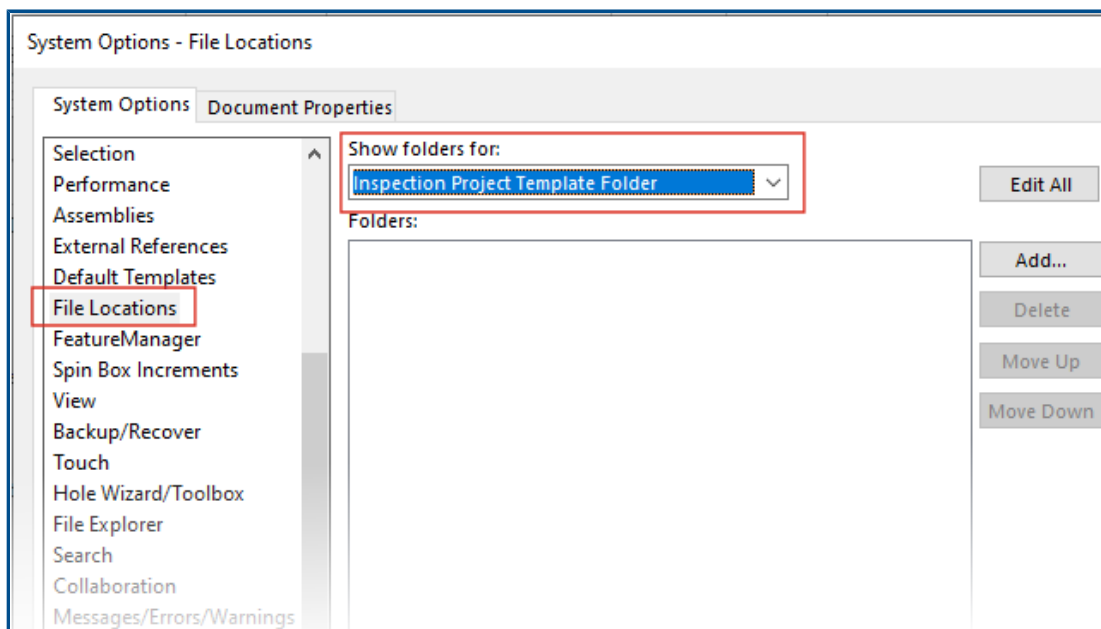 System Options - File Locations
System Options
Document Properties
Selection
Performance
Assemblies
External References
Default Templates
File Locations
FeatureManager
Spin Box Increments
View
Backup/Recover
Touch
Hole Wizard/Toolbox
File Explorer
Search
Collaboration
Messages/Errors/Warnings
Show folders for:
Inspection Project Template Folder
Folders:
Edit All
Add...
Delete
Move Up
Move Down